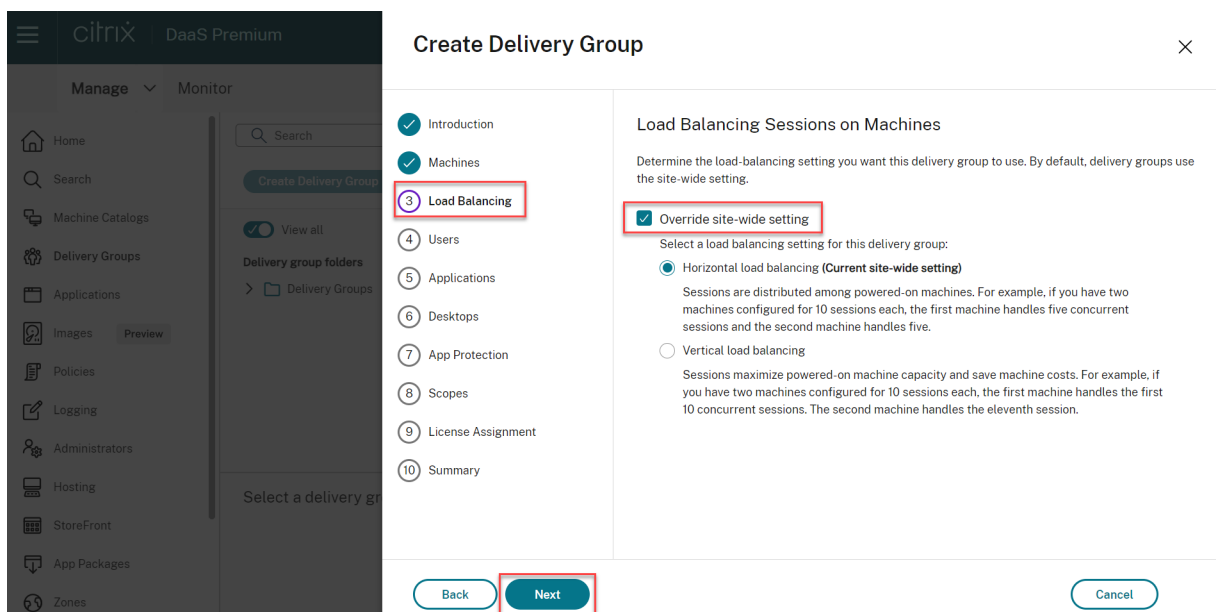 citrix DaaS Premium
Manage Monitor
Home
Search
Machine Catalogs
Delivery Groups
Applications
Images Preview
Policies
Logging
Administrators
Hosting
StoreFront
App Packages
Zones
Search
Create Delivery Group
View all
Delivery group folders
Delivery Groups
Select a delivery gr
Create Delivery Group
Introduction
Machines
3 Load Balancing
4 Users
5 Applications
6 Desktops
7 App Protection
8 Scopes
9 License Assignment
10 Summary
Load Balancing Sessions on Machines
Determine the load-balancing setting you want this delivery group to use. By default, delivery groups use
the site-wide setting.
Override site-wide setting
Select a load balancing setting for this delivery group:
Horizontal load balancing (Current site-wide setting)
Sessions are distributed among powered-on machines. For example, if you have two
machines configured for 10 sessions each, the first machine handles five concurrent
sessions and the second machine handles five.
Vertical load balancing
Sessions maximize powered-on machine capacity and save machine costs. For example, if
you have two machines configured for 10 sessions each, the first machine handles the first
10 concurrent sessions. The second machine handles the eleventh session.
Back Next Cancel